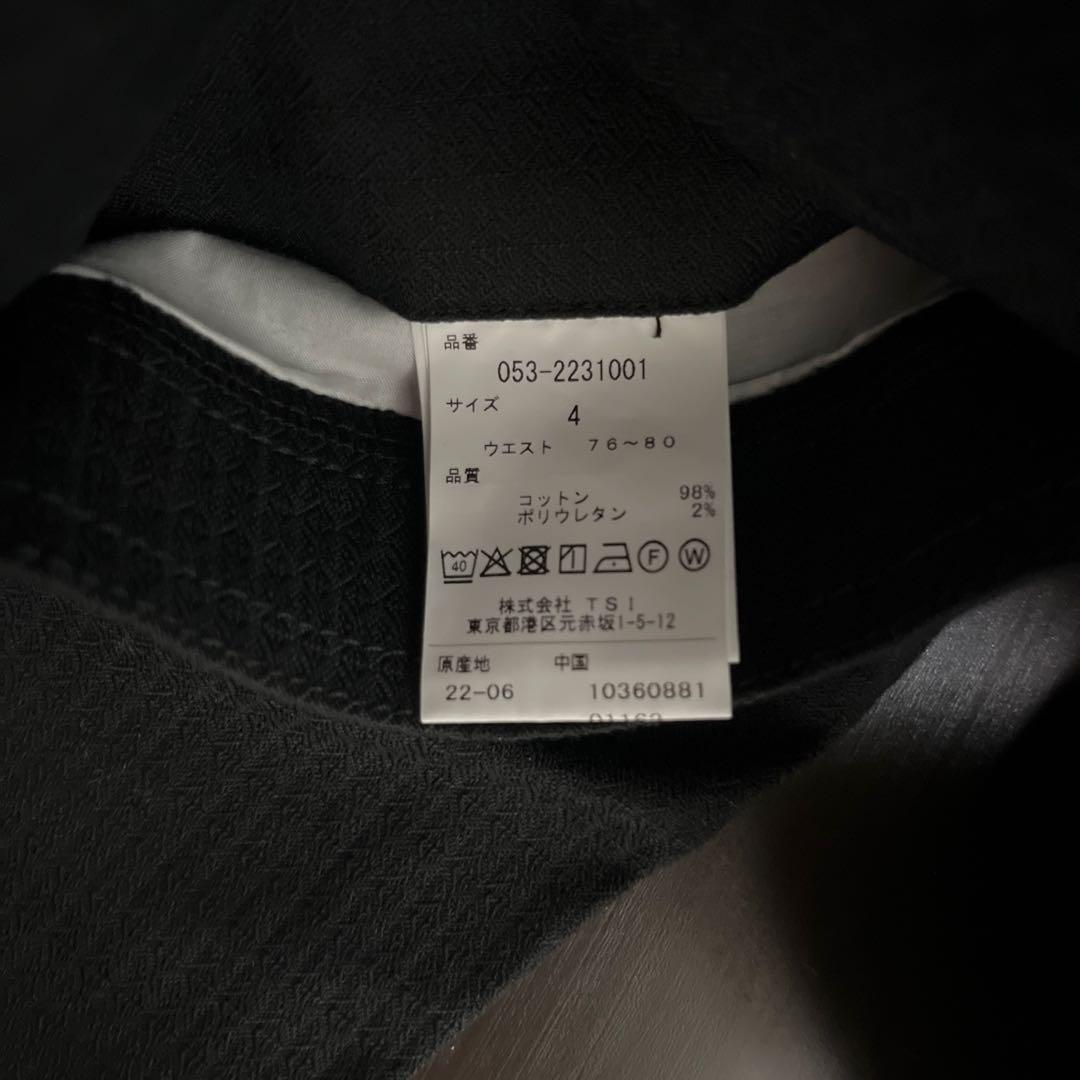 品番
053-2231001
サイズ
4
ウエスト 76～80
品質
コットン 98%
ポリウレタン 2%
40 F W
株式会社 TSI
東京都港区元赤坂1-5-12
原産地 中国
22-06 10360881